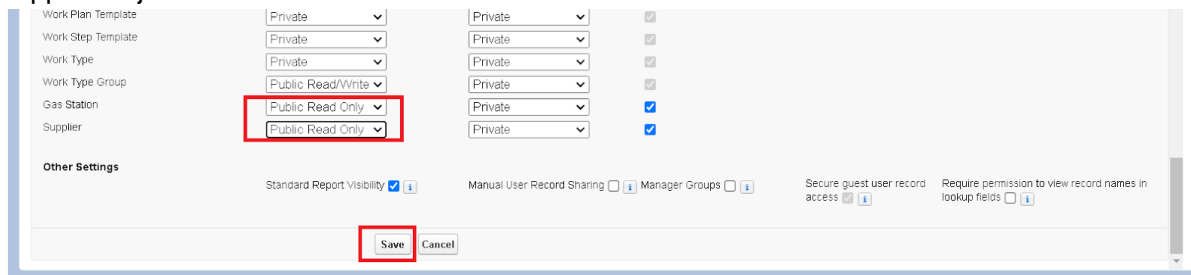 Work Plan Template Private Private
Work Step Template Private Private
Work Type Private Private
Work Type Group Public Read/Write Private
Gas Station Public Read Only Private
Supplier Public Read Only Private
Other Settings
Standard Report Visibility i Manual User Record Sharing i Manager Groups i Secure guest user record access i Require permission to view record names in lookup fields i
Save Cancel